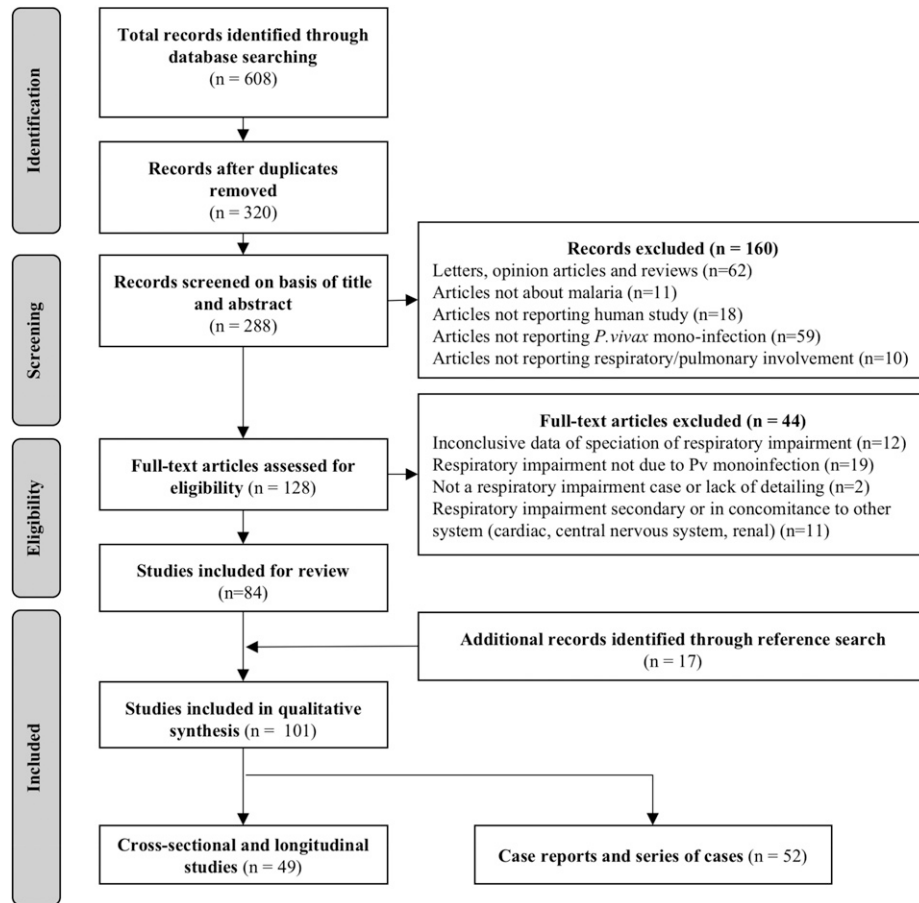 Identification
Total records identified through
database searching
(n = 608)
Records after duplicates
removed
(n = 320)
Screening
Records screened on basis of title
and abstract
(n = 288)
Records excluded (n = 160)
Letters, opinion articles and reviews (n=62)
Articles not about malaria (n=11)
Articles not reporting human study (n=18)
Articles not reporting P.vivax mono-infection (n=59)
Articles not reporting respiratory/pulmonary involvement (n=10)
Eligibility
Full-text articles assessed for
eligibility (n = 128)
Full-text articles excluded (n = 44)
Inconclusive data of speciation of respiratory impairment (n=12)
Respiratory impairment not due to Pv monoinfection (n=19)
Not a respiratory impairment case or lack of detailing (n=2)
Respiratory impairment secondary or in concomitance to other
system (cardiac, central nervous system, renal) (n=11)
Studies included for review
(n=84)
Included
Additional records identified through reference search
(n = 17)
Studies included in qualitative
synthesis (n = 101)
Cross-sectional and longitudinal
studies (n = 49)
Case reports and series of cases (n = 52)